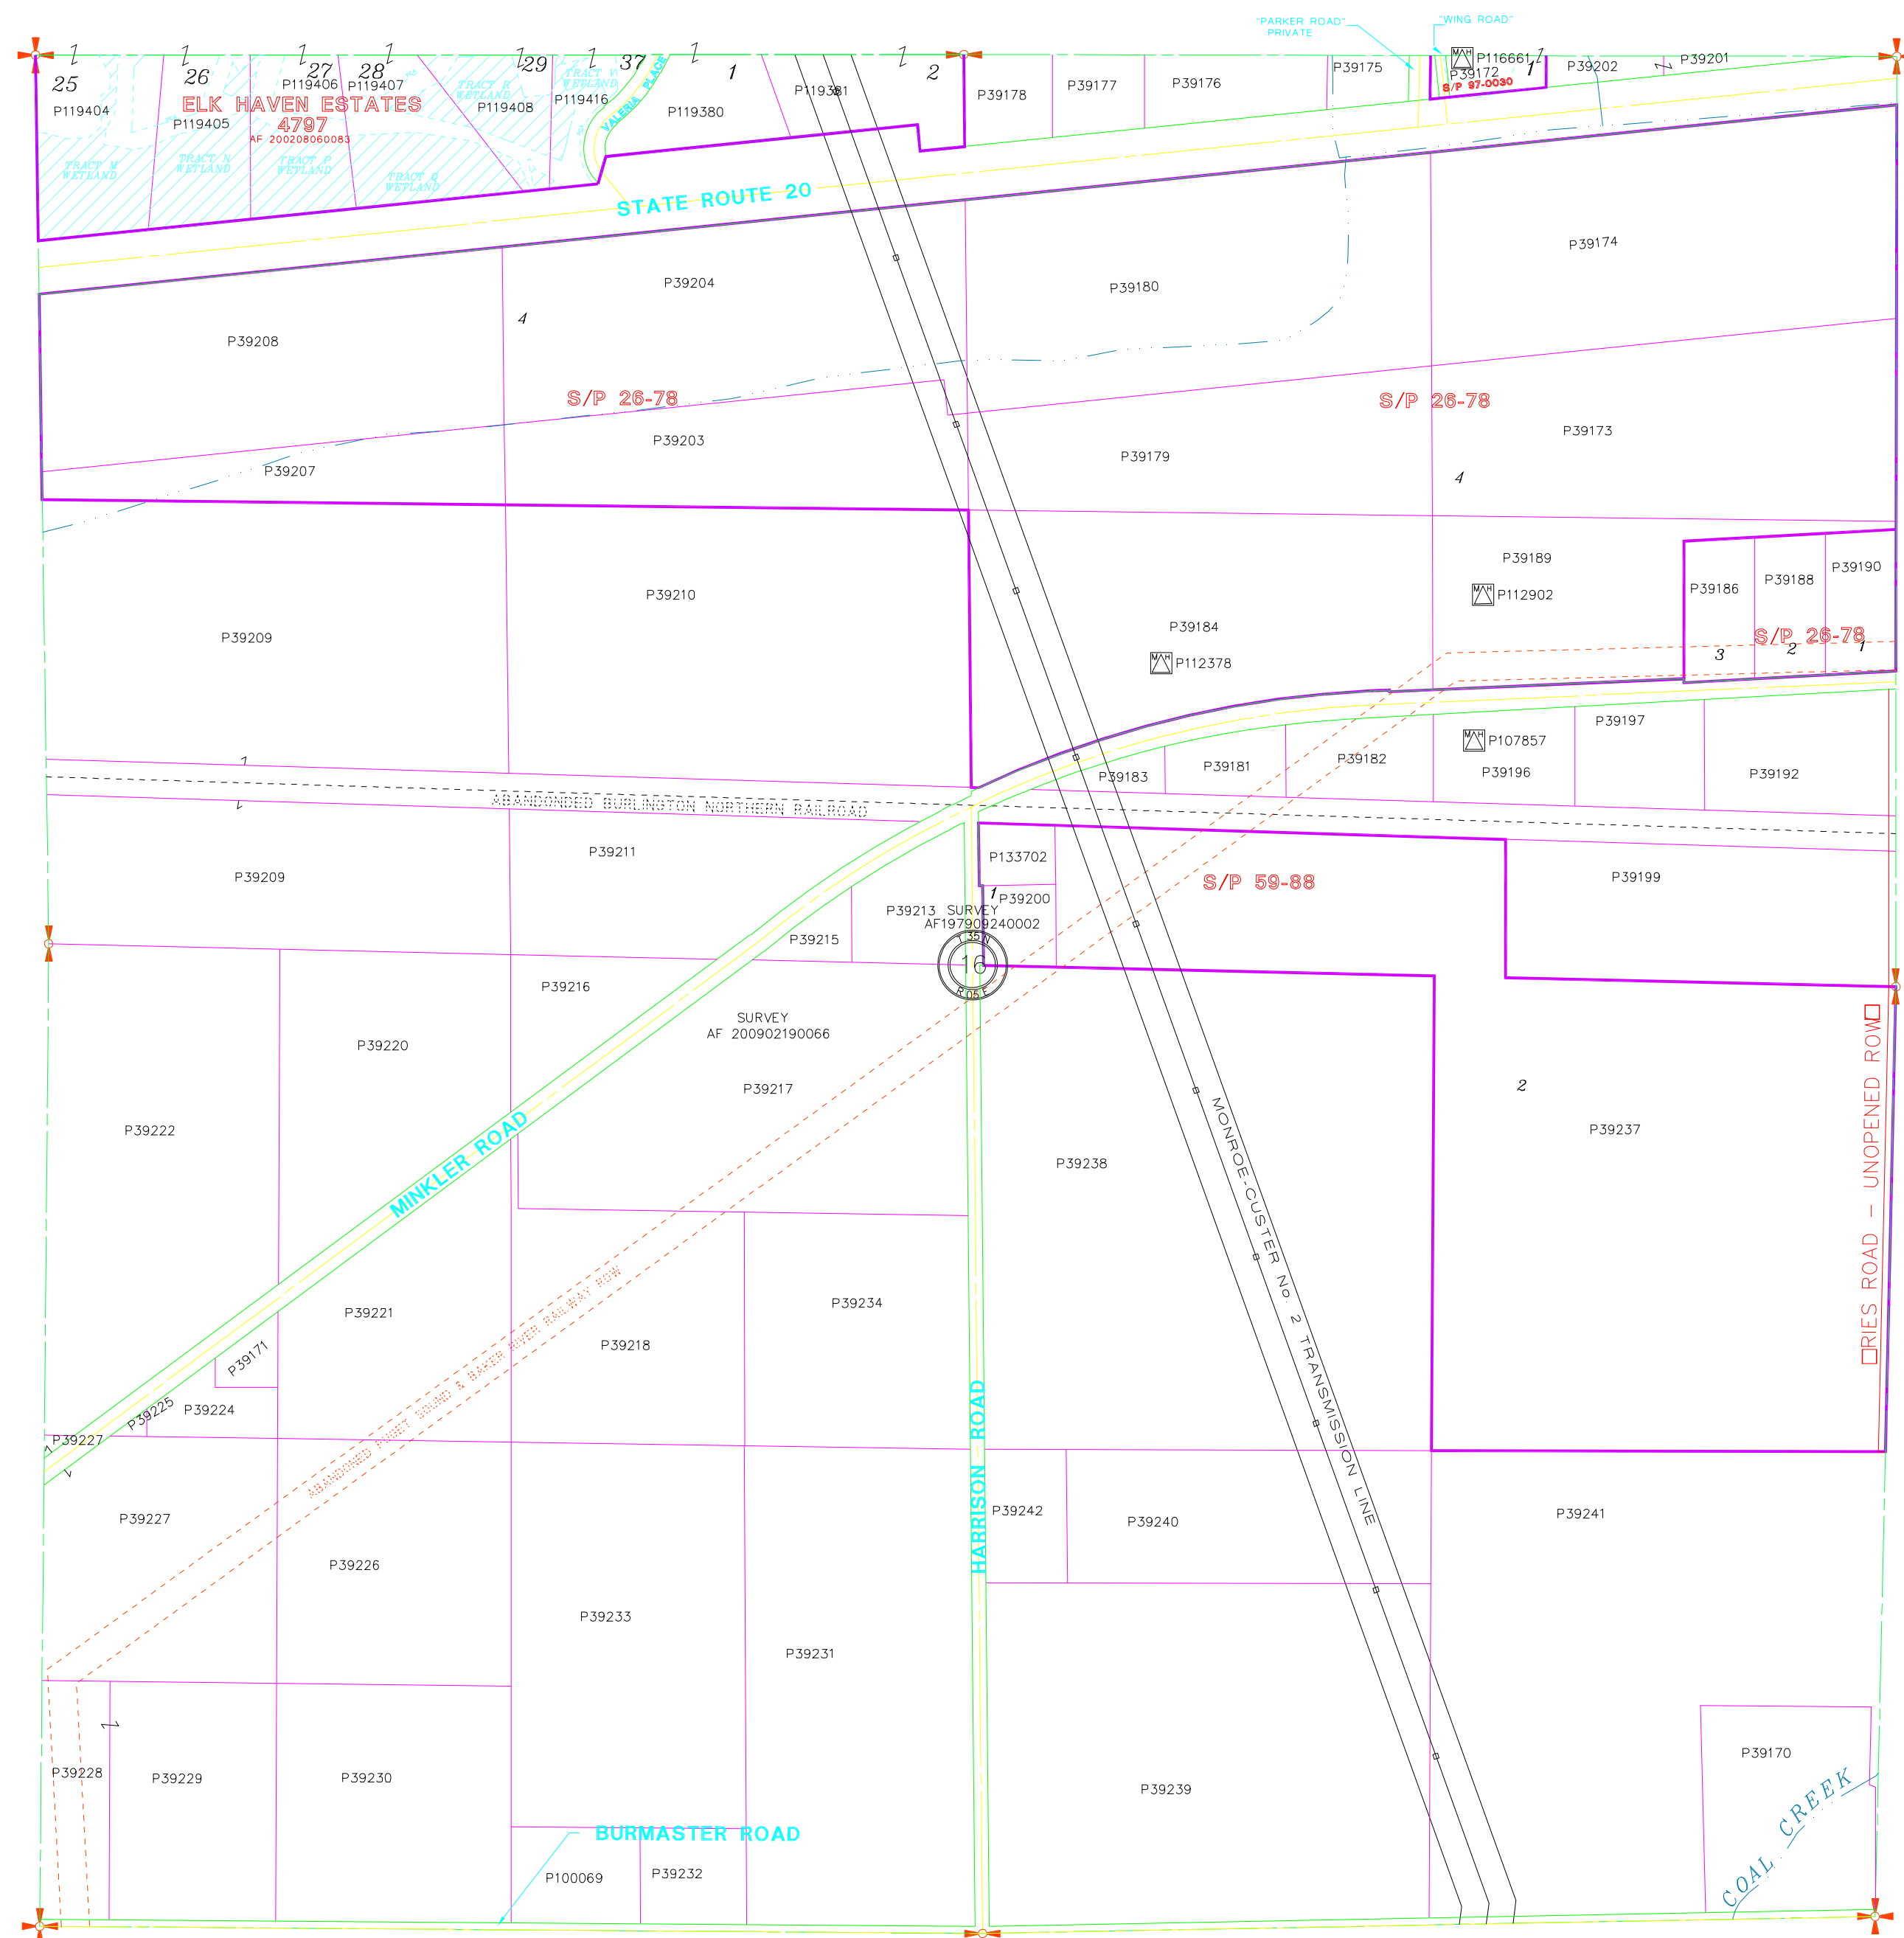 "PARKER ROAD"
PRIVATE
"WING ROAD"
25
26
27
28
29
37
1
2
P119404
P119405
P119406
P119407
P119408
P119416
P119380
P119381
ELK HAVEN ESTATES
4797
AF 200208060083
TRACT M
WETLAND
TRACT N
WETLAND
TRACT P
WETLAND
TRACT Q
WETLAND
TRACT R
WETLAND
WETLAND
VALERIA PLACE
P39178
P39177
P39176
P39175
M H P116661
P39172
S/P 97-0030
1
P39202
P39201
STATE ROUTE 20
P39208
P39204
4
P39180
P39174
S/P 26-78
S/P 26-78
P39207
P39203
P39179
P39173
4
P39209
P39210
P39184
M H P112378
P39189
M H P112902
P39186
P39188
P39190
S/P 26-78
3
2
1
P39183
P39181
P39182
M H P107857
P39196
P39197
P39192
ABANDONED BURLINGTON NORTHERN RAILROAD
P39209
P39211
P39213
P39215
SURVEY
AF197909240002
P133702
1
P39200
S/P 59-88
P39199
T 35 N
16
R 05 E
P39216
SURVEY
AF 200902190066
P39217
P39220
P39222
MINKLER ROAD
P39238
MONROE-CUSTER No. 2 TRANSMISSION LINE
2
P39237
RIES ROAD - UNOPENED ROW
P39221
P39171
P39225
P39224
P39227
P39218
P39234
ABANDONED PUGET SOUND & BAKER RIVER RAILWAY ROW
HARRISON ROAD
P39227
P39226
P39233
P39231
P39242
P39240
P39241
P39228
P39229
P39230
BURMASTER ROAD
P100069
P39232
P39239
P39170
COAL CREEK